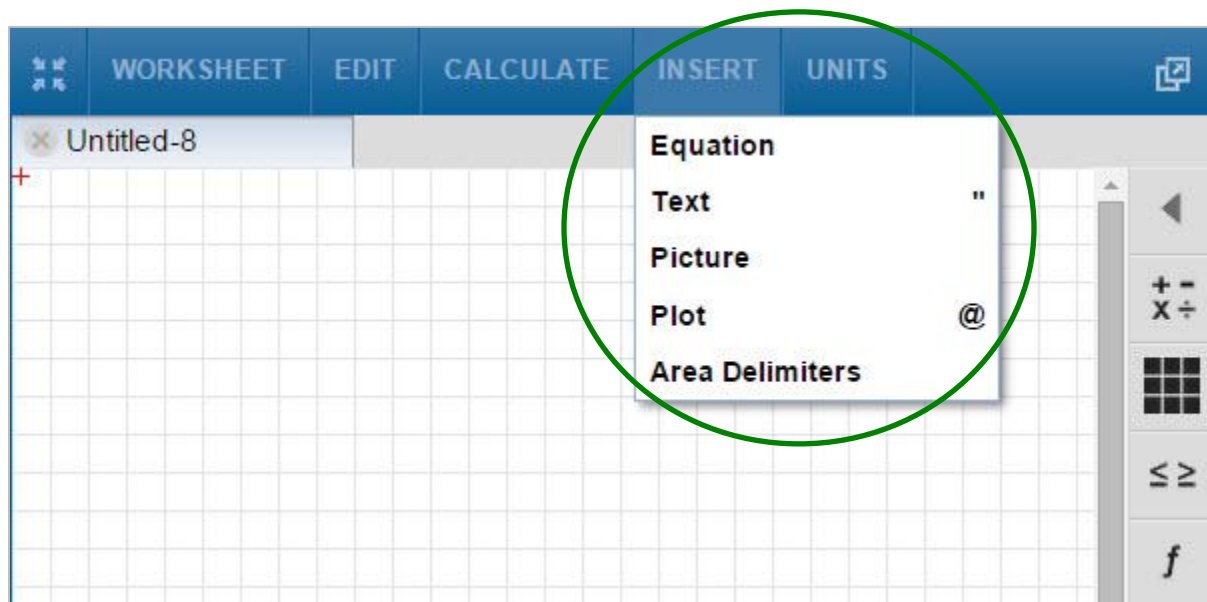 WORKSHEET EDIT CALCULATE INSERT UNITS
Untitled-8
Equation
Text "
Picture
Plot @
Area Delimiters
+ -
x ÷
≤ ≥
f